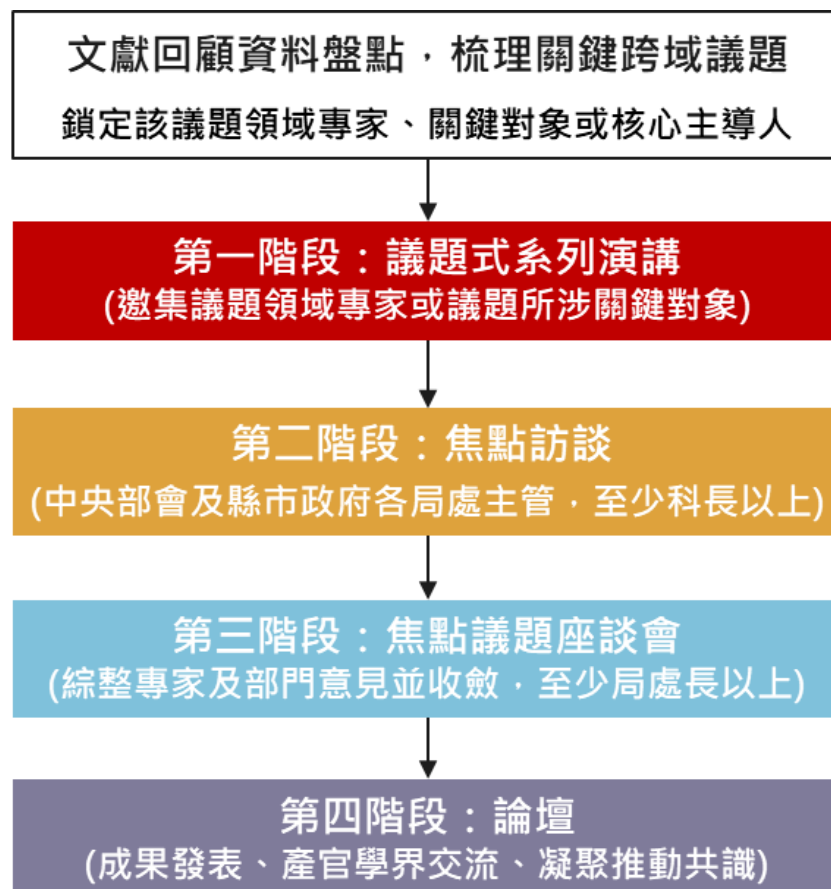 文獻回顧資料盤點，梳理關鍵跨域議題
鎖定該議題領域專家、關鍵對象或核心主導人
第一階段：議題式系列演講
(邀集議題領域專家或議題所涉關鍵對象)
第二階段：焦點訪談
(中央部會及縣市政府各局處主管，至少科長以上)
第三階段：焦點議題座談會
(綜整專家及部門意見並收斂，至少局處長以上)
第四階段：論壇
(成果發表、產官學界交流、凝聚推動共識)